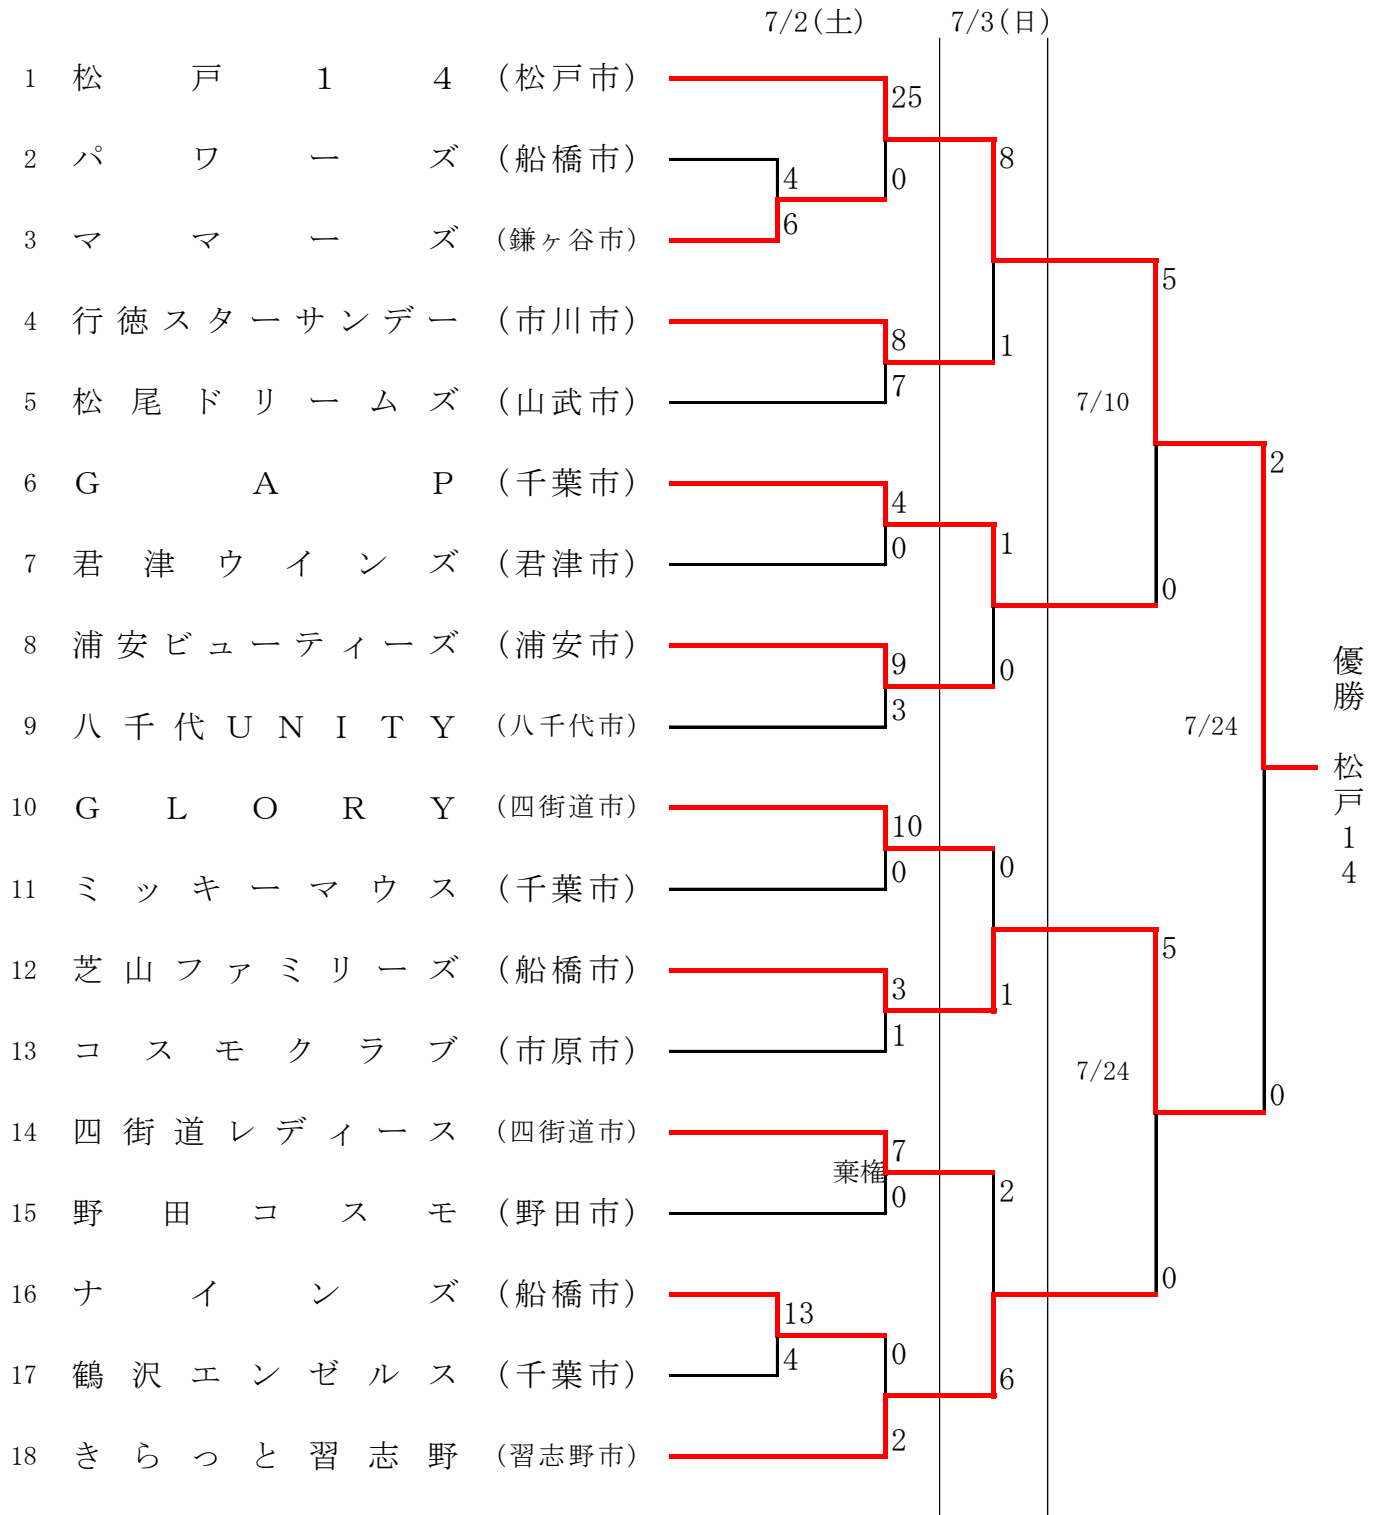 7/2(土) 7/3(日)
1 松戸14 (松戸市)
25
2 パワーズ (船橋市)
8
4
0
6
3 ママーズ (鎌ヶ谷市)
5
4 行徳スターサンデー (市川市)
8
1
7
5 松尾ドリームズ (山武市)
7/10
2
6 GAP (千葉市)
4
0
1
7 君津ウインズ (君津市)
0
8 浦安ビューティーズ (浦安市)
9
0
3
9 八千代UNITY (八千代市)
7/24
優勝 松戸14
10 GLORY (四街道市)
10
0
0
11 ミッキーマウス (千葉市)
5
12 芝山ファミリーズ (船橋市)
3
1
1
13 コスモクラブ (市原市)
7/24
0
14 四街道レディース (四街道市)
7
棄権
0
2
15 野田コスモ (野田市)
0
16 ナインズ (船橋市)
13
4
0
17 鶴沢エンゼルス (千葉市)
6
2
18 きらっと習志野 (習志野市)